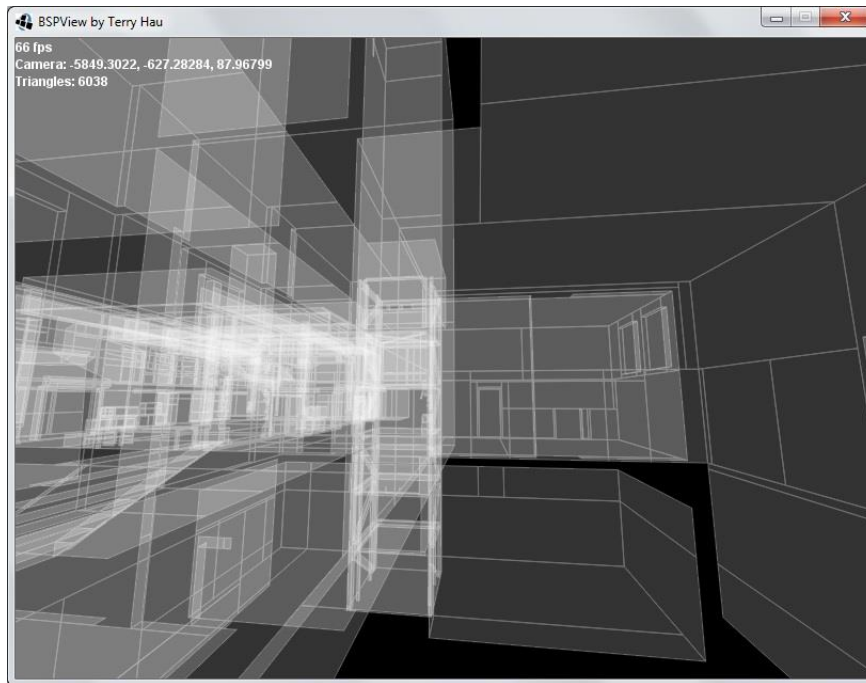 BSPView by Terry Hau
66 fps
Camera: -5849.3022, -627.28284, 87.96799
Triangles: 6038